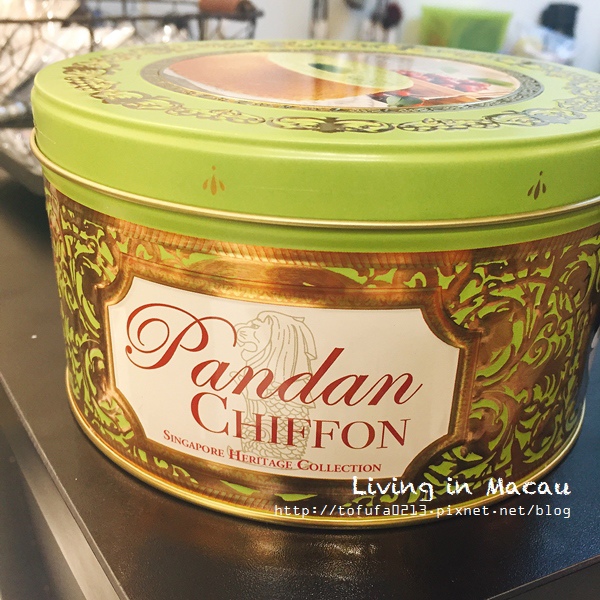 Pandan
CHIFFON
SINGAPORE HERITAGE COLLECTION
Living in Macau
http://tofufa0213.pixnet.net/blog